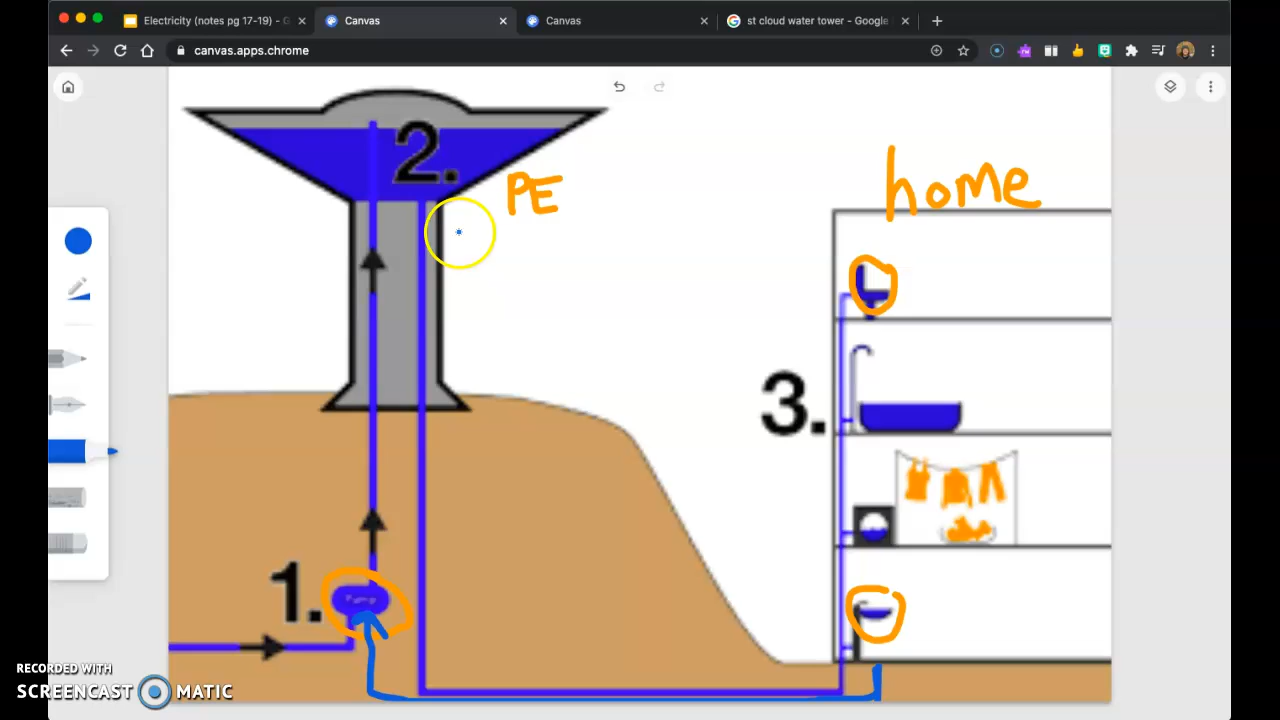 Electricity (notes pg 17-19) - G
Canvas
Canvas
st cloud water tower - Google
canvas.apps.chrome
2.
PE
home
3.
1.
Pump
RECORDED WITH
SCREENCAST MATIC